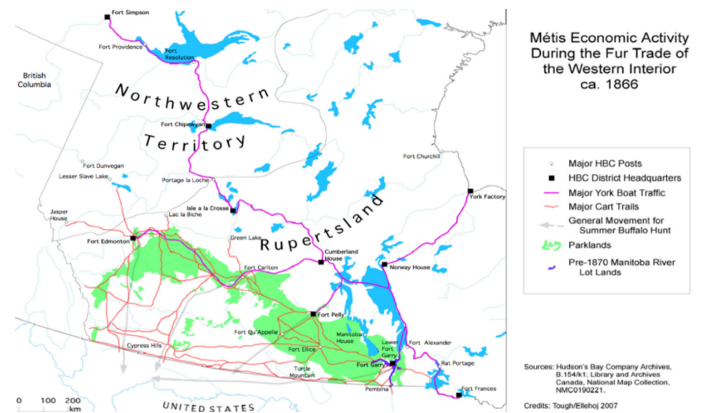 Métis Economic Activity
During the Fur Trade of
the Western Interior
ca. 1866
Major HBC Posts
HBC District Headquarters
Major York Boat Traffic
Major Cart Trails
General Movement for
Summer Buffalo Hunt
Parklands
Pre-1870 Manitoba River
Lot Lands
Sources: Hudson's Bay Company Archives,
B.154/k1; Library and Archives
Canada, National Map Collection,
NMC0190221.
Credits: Tough/Ellehoj 2007
Fort Simpson
Fort Providence
Fort
Resolution
British
Columbia
Northwestern
Territory
Fort Chipewyan
Fort Churchill
Fort Dunvegan
Lesser Slave Lake
Portage la Loche
York Factory
Isle a la Crosse
Jasper
House
Lac la Biche
Rupertsland
Fort Edmonton
Green Lake
Cumberland
House
Norway House
Fort Carlton
Fort Pelly
Fort Qu'Appelle
Manitoba
House
Lower
Fort
Garry
Fort Alexander
Cypress Hills
Fort Ellice
Fort Garry
Rat Portage
Turtle
Mountain
Pembina
Fort Frances
0 100 200
km
UNITED STATES